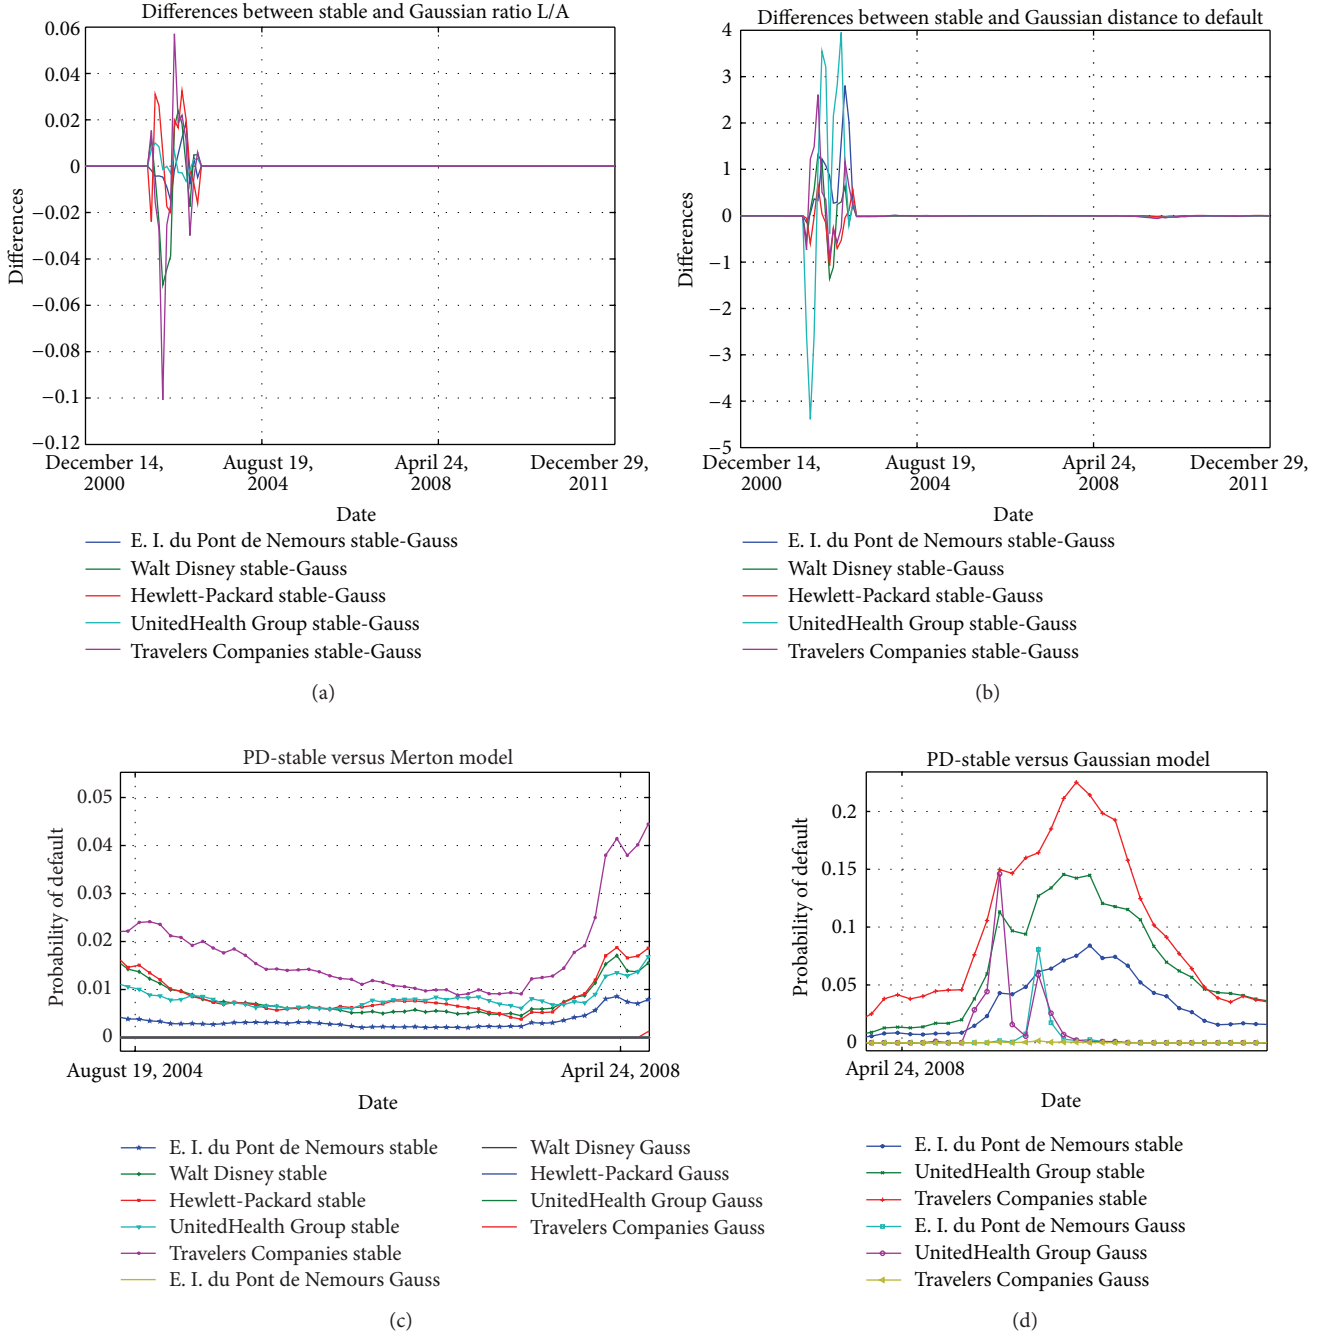 Differences between stable and Gaussian ratio L/A
0.06
0.04
0.02
0
−0.02
−0.04
−0.06
−0.08
−0.1
−0.12
Differences
December 14,
2000
August 19,
2004
April 24,
2008
December 29,
2011
Date
E. I. du Pont de Nemours stable-Gauss
Walt Disney stable-Gauss
Hewlett-Packard stable-Gauss
UnitedHealth Group stable-Gauss
Travelers Companies stable-Gauss
(a)
Differences between stable and Gaussian distance to default
4
3
2
1
0
−1
−2
−3
−4
−5
Differences
December 14,
2000
August 19,
2004
April 24,
2008
December 29,
2011
Date
E. I. du Pont de Nemours stable-Gauss
Walt Disney stable-Gauss
Hewlett-Packard stable-Gauss
UnitedHealth Group stable-Gauss
Travelers Companies stable-Gauss
(b)
PD-stable versus Merton model
0.05
0.04
0.03
0.02
0.01
0
Probability of default
August 19, 2004
April 24, 2008
Date
E. I. du Pont de Nemours stable
Walt Disney stable
Hewlett-Packard stable
UnitedHealth Group stable
Travelers Companies stable
E. I. du Pont de Nemours Gauss
Walt Disney Gauss
Hewlett-Packard Gauss
UnitedHealth Group Gauss
Travelers Companies Gauss
(c)
PD-stable versus Gaussian model
0.2
0.15
0.1
0.05
0
Probability of default
April 24, 2008
Date
E. I. du Pont de Nemours stable
UnitedHealth Group stable
Travelers Companies stable
E. I. du Pont de Nemours Gauss
UnitedHealth Group Gauss
Travelers Companies Gauss
(d)